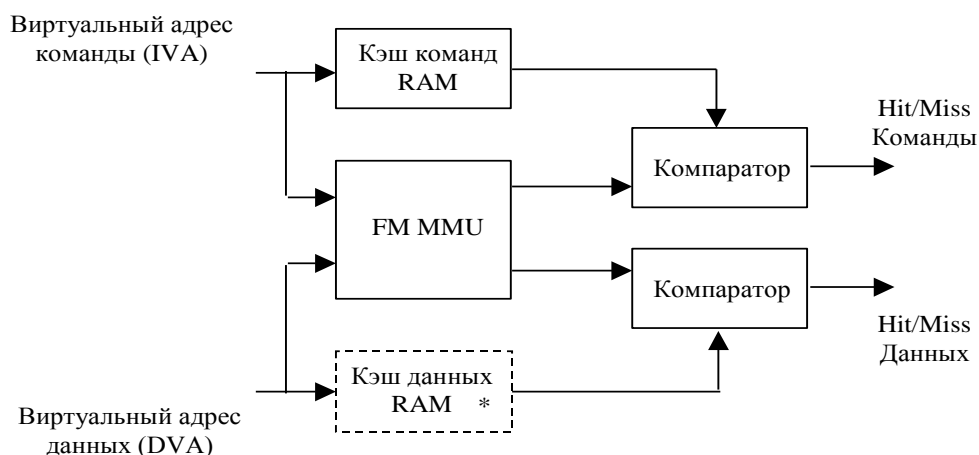 Виртуальный адрес
команды (IVA)
Кэш команд
RAM
Hit/Miss
Команды
Компаратор
FM MMU
Компаратор
Hit/Miss
Данных
Кэш данных
RAM *
Виртуальный адрес
данных (DVA)